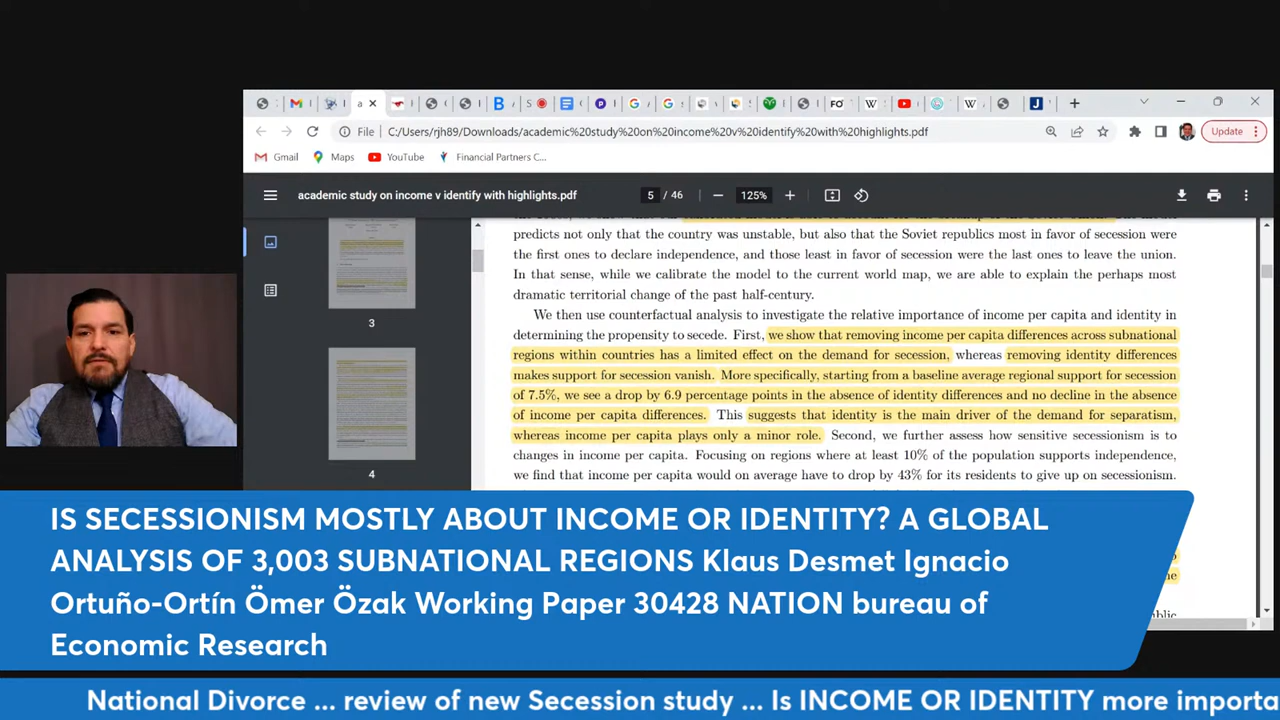 a
B
S
FO
W
W
J
File
C:/Users/rjh89/Downloads/academic%20study%20on%20income%20v%20identify%20with%20highlights.pdf
Update
Gmail
Maps
YouTube
Financial Partners C...
academic study on income v identify with highlights.pdf
5 / 46
125%
3
4
predicts not only that the country was unstable, but also that the Soviet republics most in favor of secession were
the first ones to declare independence, and those least in favor of secession were the last ones to leave the union.
In that sense, while we calibrate the model to the current world map, we are able to explain the perhaps most
dramatic territorial change of the past half-century.
We then use counterfactual analysis to investigate the relative importance of income per capita and identity in
determining the propensity to secede. First, we show that removing income per capita differences across subnational
regions within countries has a limited effect on the demand for secession, whereas removing identity differences
makes support for secession vanish. More specifically, starting from a baseline average regional support for secession
of 7.5%, we see a drop by 6.9 percentage points in the absence of identity differences and no decline in the absence
of income per capita differences. This suggests that identity is the main driver of the demand for separatism,
whereas income per capita plays only a minor role. Second, we further assess how sensitive secessionism is to
changes in income per capita. Focusing on regions where at least 10% of the population supports independence,
we find that income per capita would on average have to drop by 43% for its residents to give up on secessionism.
IS SECESSIONISM MOSTLY ABOUT INCOME OR IDENTITY? A GLOBAL
ANALYSIS OF 3,003 SUBNATIONAL REGIONS Klaus Desmet Ignacio
Ortuño-Ortín Ömer Özak Working Paper 30428 NATION bureau of
Economic Research
National Divorce ... review of new Secession study ... Is INCOME OR IDENTITY more importa